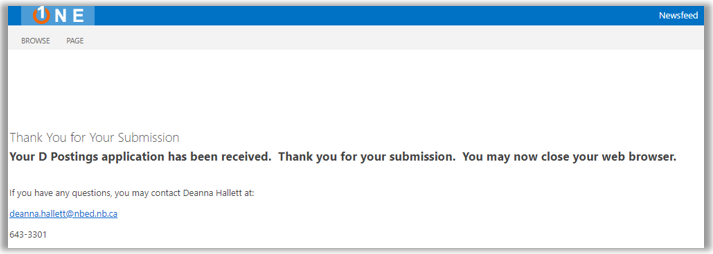 1NE
Newsfeed
BROWSE PAGE
Thank You for Your Submission
Your D Postings application has been received. Thank you for your submission. You may now close your web browser.
If you have any questions, you may contact Deanna Hallett at:
deanna.hallett@nbed.nb.ca
643-3301